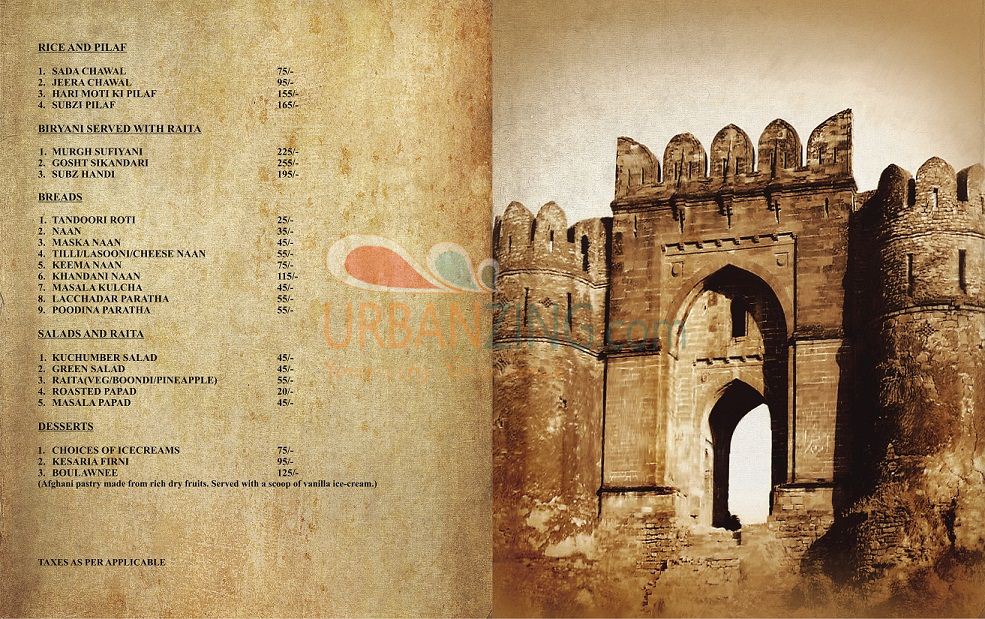 RICE AND PILAF
1. SADA CHAWAL 75/-
2. JEERA CHAWAL 95/-
3. HARI MOTI KI PILAF 155/-
4. SUBZI PILAF 165/-
BIRYANI SERVED WITH RAITA
1. MURGH SUFIYANI 225/-
2. GOSHT SIKANDARI 255/-
3. SUBZ HANDI 195/-
BREADS
1. TANDOORI ROTI 25/-
2. NAAN 35/-
3. MASKA NAAN 45/-
4. TILLI/LASOONI/CHEESE NAAN 55/-
5. KEEMA NAAN 75/-
6. KHANDANI NAAN 115/-
7. MASALA KULCHA 45/-
8. LACCHADAR PARATHA 55/-
9. POODINA PARATHA 55/-
URBANZING.com
SALADS AND RAITA
1. KUCHUMBER SALAD 45/-
2. GREEN SALAD 45/-
3. RAITA(VEG/BOONDI/PINEAPPLE) 55/-
4. ROASTED PAPAD 20/-
5. MASALA PAPAD 45/-
DESSERTS
1. CHOICES OF ICECREAMS 75/-
2. KESARIA FIRNI 95/-
3. BOULAWNEE 125/-
(Afghani pastry made from rich dry fruits. Served with a scoop of vanilla ice-cream.)
TAXES AS PER APPLICABLE